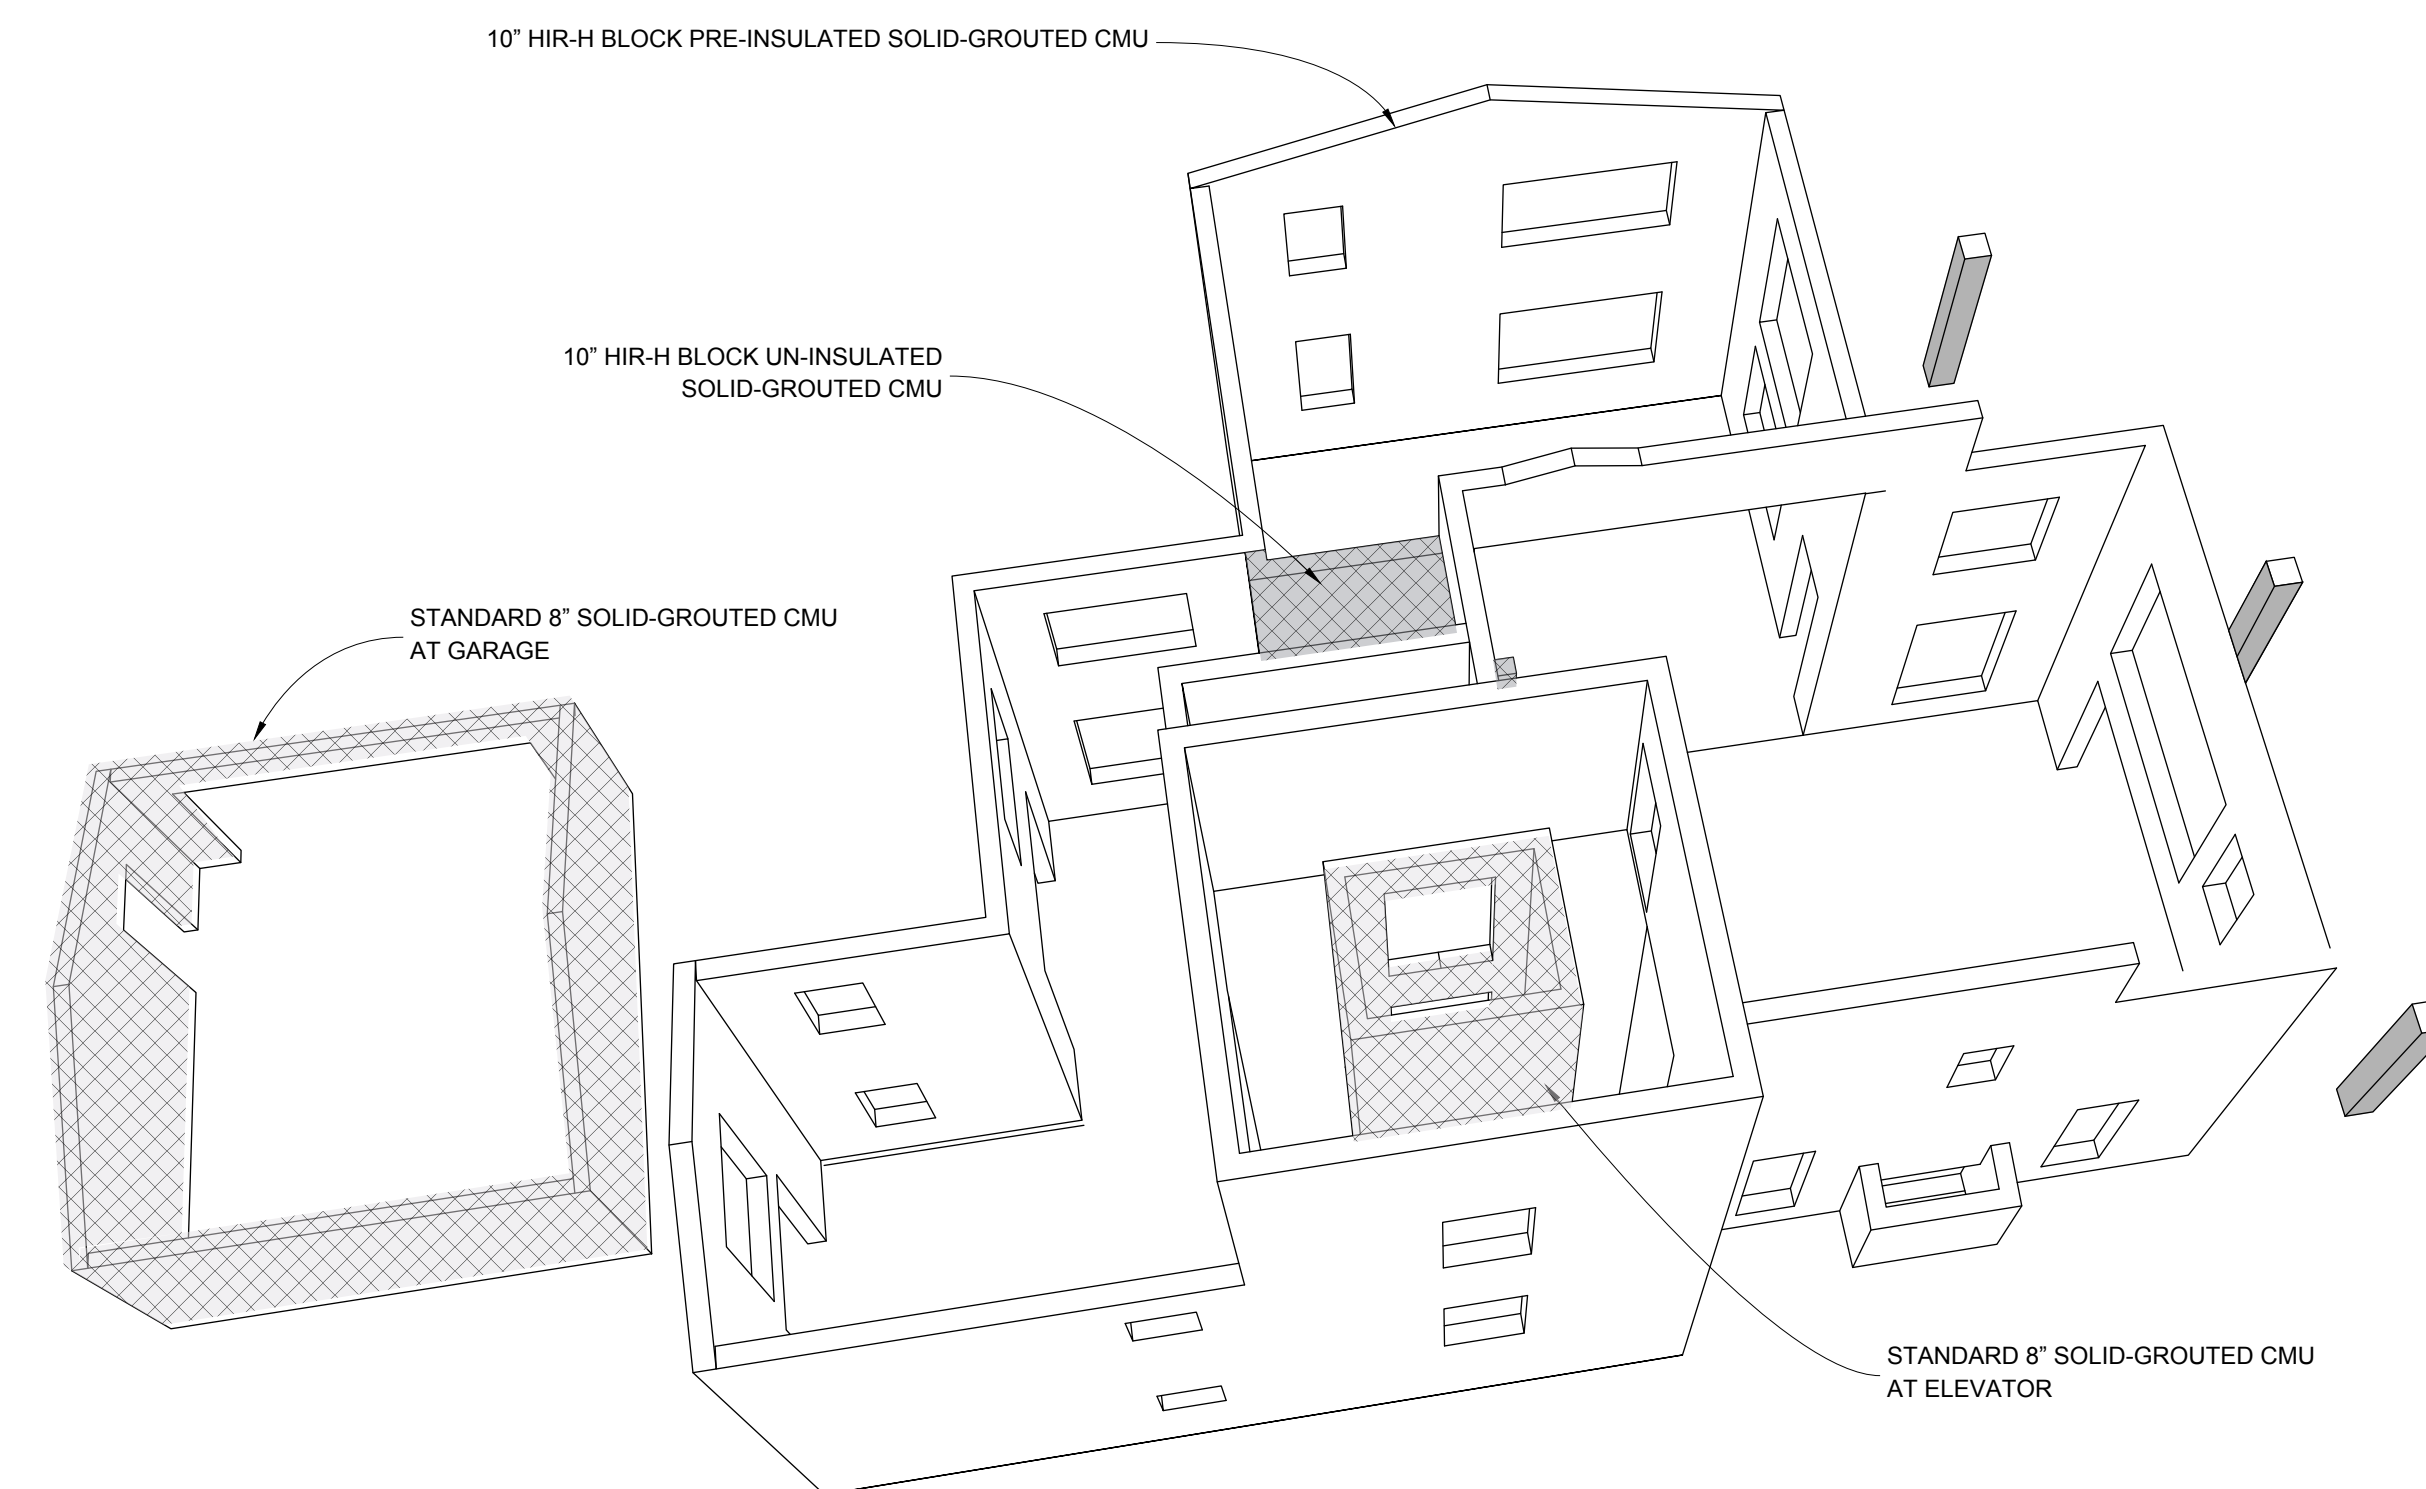 10” HIR-H BLOCK PRE-INSULATED SOLID-GROUTED CMU
10” HIR-H BLOCK UN-INSULATED
SOLID-GROUTED CMU
STANDARD 8” SOLID-GROUTED CMU
AT GARAGE
STANDARD 8” SOLID-GROUTED CMU
AT ELEVATOR